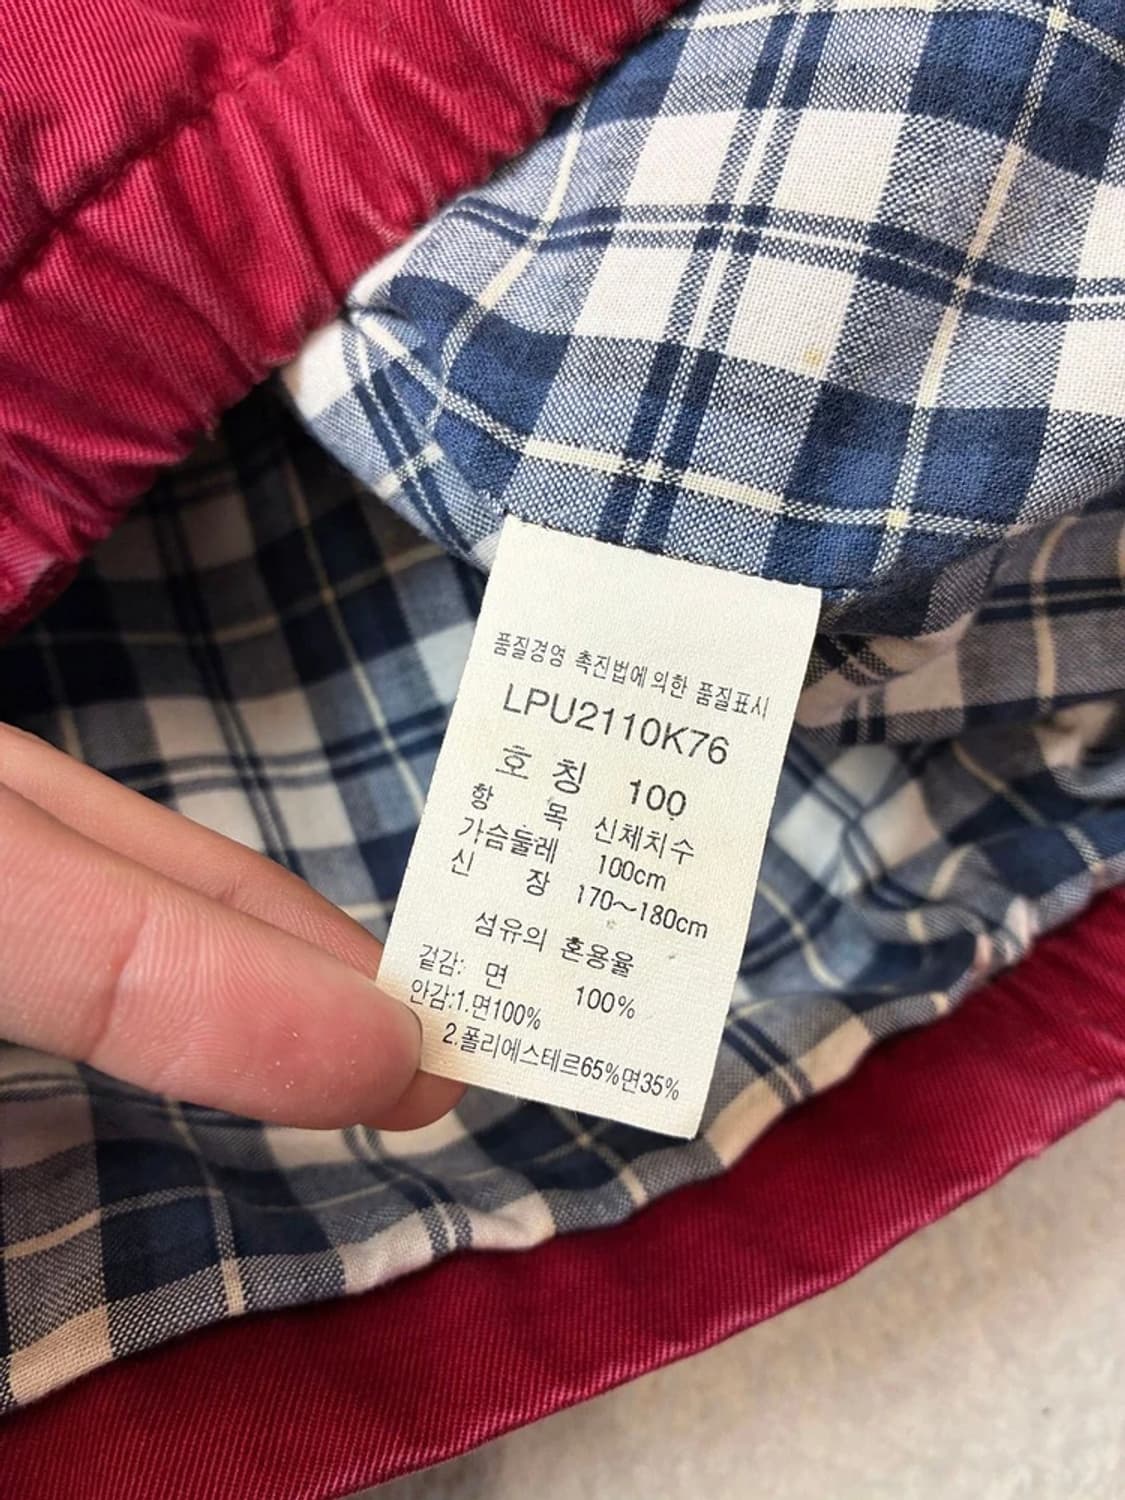 품질경영 촉진법에 의한 품질표시
LPU2110K76
호 칭 100
항 목 신체치수
가슴둘레 100cm
신 장 170~180cm
섬유의 혼용율
겉감: 면 100%
안감:1.면100%
2.폴리에스테르65%면35%